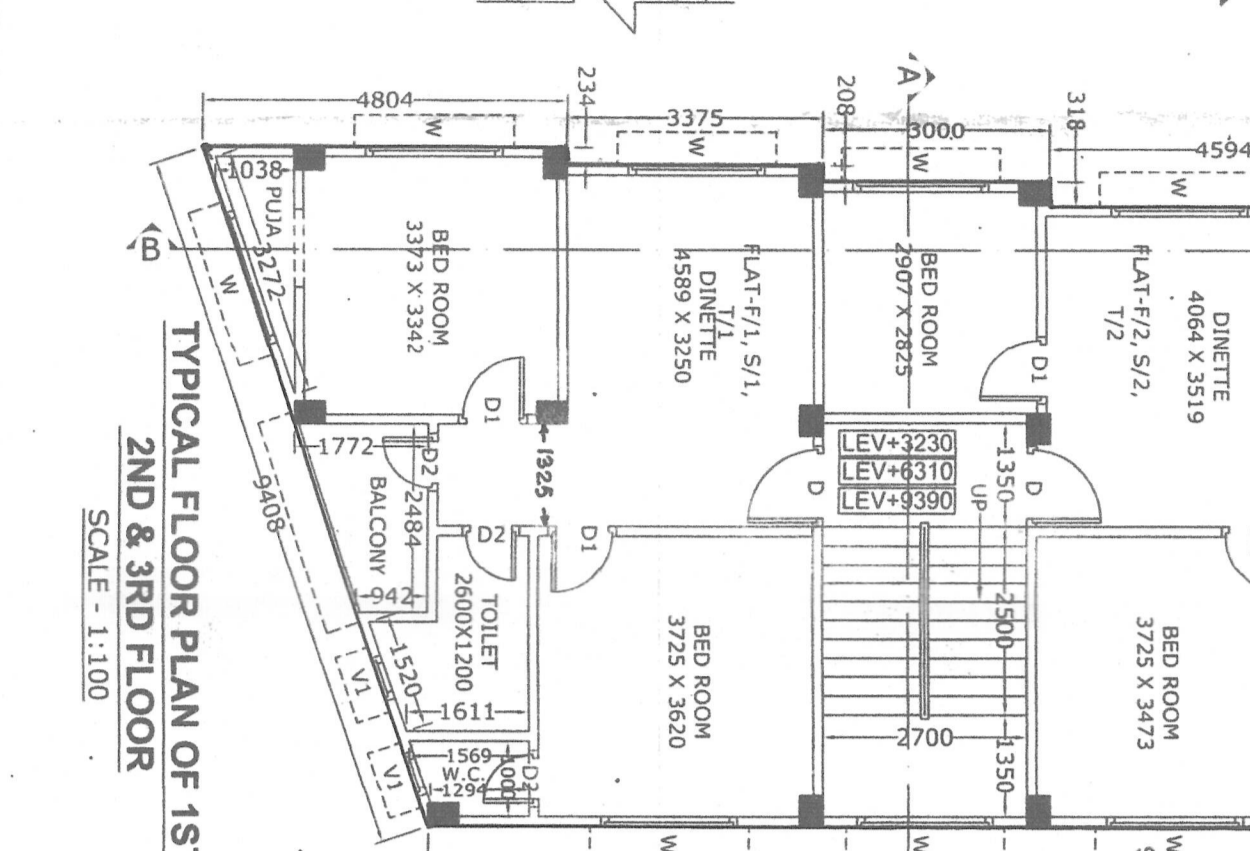 4804
234
3375
208
A
3000
318
4594
W
W
W
W
1038
PUJA
3272
W
B
BED ROOM
3373 X 3342
FLAT-F/1, S/1,
T/1
DINETTE
4589 X 3250
BED ROOM
2907 X 2825
FLAT-F/2, S/2,
T/2
DINETTE
4064 X 3519
D1
D1
1772
D2
2484
BALCONY
942
1325
D2
D1
D
D
LEV+3230
LEV+6310
LEV+9390
1350
UP
2500
2700
1350
TOILET
2600X1200
1520
1611
V1
V1
1569
W.C.
1294
1000
D2
BED ROOM
3725 X 3620
BED ROOM
3725 X 3473
9408
W
W
W
TYPICAL FLOOR PLAN OF 1S
2ND & 3RD FLOOR
SCALE - 1:100